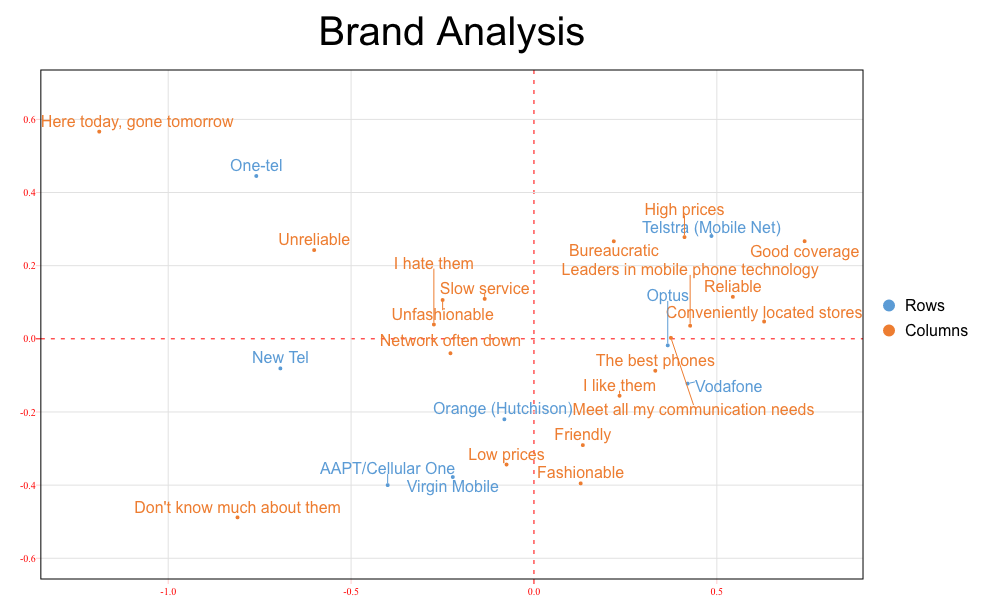 Brand Analysis
0.6
Here today, gone tomorrow
One-tel
0.4
High prices
Telstra (Mobile Net)
Unreliable
Bureaucratic
Good coverage
I hate them
Leaders in mobile phone technology
0.2
Slow service
Reliable
Optus
Rows
Unfashionable
Conveniently located stores
Columns
0.0
Network often down
New Tel
The best phones
I like them
Vodafone
-0.2
Orange (Hutchison)
Meet all my communication needs
Friendly
Low prices
AAPT/Cellular One
Fashionable
-0.4
Virgin Mobile
Don't know much about them
-0.6
-1.0
-0.5
0.0
0.5